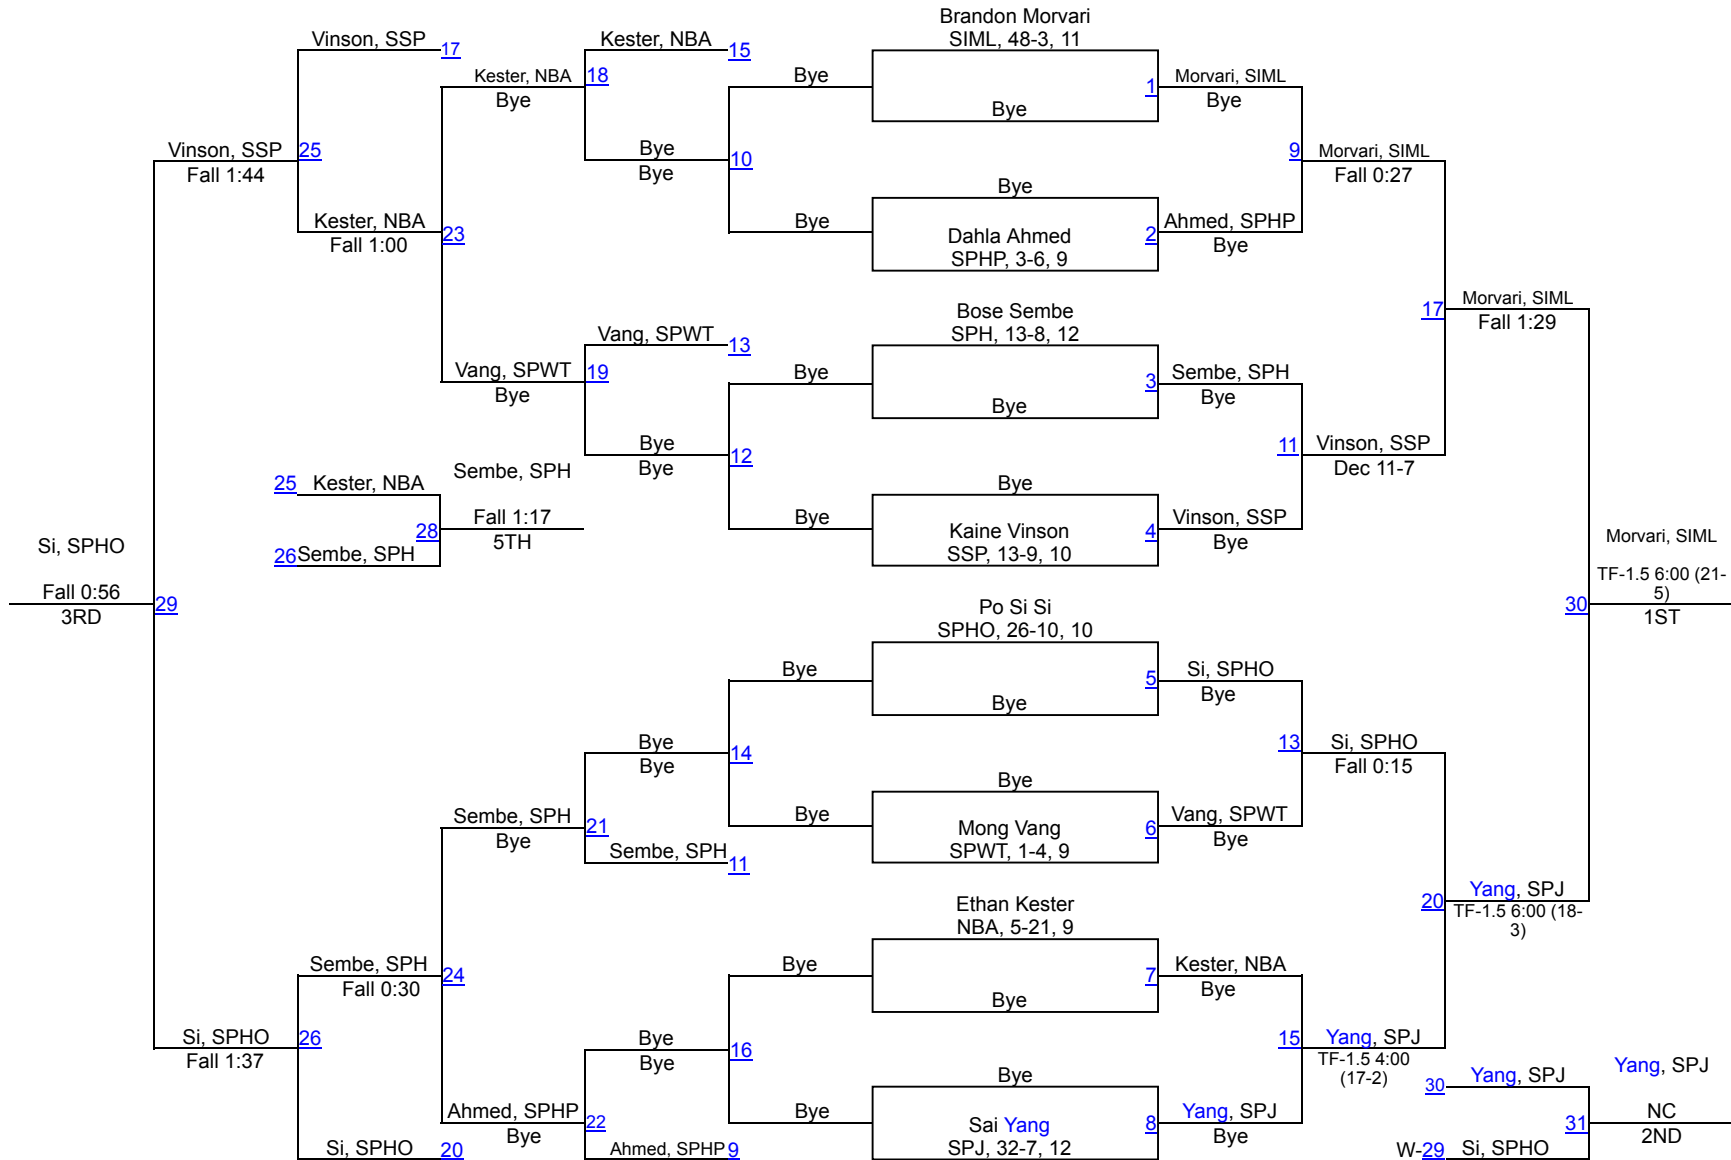 Brandon Morvari
SIML, 48-3, 11
Vinson, SSP
17
Kester, NBA
15
Kester, NBA
18
Bye
Bye
1
Morvari, SIML
Bye
Bye
Vinson, SSP
25
Fall 1:44
Bye
Bye
10
9
Morvari, SIML
Fall 0:27
Bye
Kester, NBA
Fall 1:00
23
Bye
Dahla Ahmed
SPHP, 3-6, 9
2
Ahmed, SPHP
Bye
Bose Sembe
SPH, 13-8, 12
17
Morvari, SIML
Fall 1:29
Vang, SPWT
13
Vang, SPWT
19
Bye
Bye
3
Sembe, SPH
Bye
Bye
Bye
Bye
12
11
Vinson, SSP
Dec 11-7
Sembe, SPH
25
Kester, NBA
Bye
28
Fall 1:17
5TH
Bye
Kaine Vinson
SSP, 13-9, 10
4
Vinson, SSP
Bye
26
Sembe, SPH
Si, SPHO
Fall 0:56
3RD
29
Morvari, SIML
TF-1.5 6:00 (21-
5)
30
1ST
Po Si Si
SPHO, 26-10, 10
Bye
5
Si, SPHO
Bye
Bye
Bye
Bye
14
13
Si, SPHO
Fall 0:15
Bye
Sembe, SPH
21
Bye
Bye
Mong Vang
SPWT, 1-4, 9
6
Vang, SPWT
Bye
Sembe, SPH
11
20
Yang, SPJ
TF-1.5 6:00 (18-
3)
Ethan Kester
NBA, 5-21, 9
Sembe, SPH
24
Fall 0:30
Bye
7
Kester, NBA
Bye
Bye
Si, SPHO
26
Fall 1:37
Bye
Bye
16
15
Yang, SPJ
TF-1.5 4:00
(17-2)
Bye
30
Yang, SPJ
Yang, SPJ
Ahmed, SPHP
22
Bye
Bye
Sai Yang
SPJ, 32-7, 12
8
Yang, SPJ
Bye
31
NC
2ND
Si, SPHO
20
Ahmed, SPHP
9
W-29
Si, SPHO